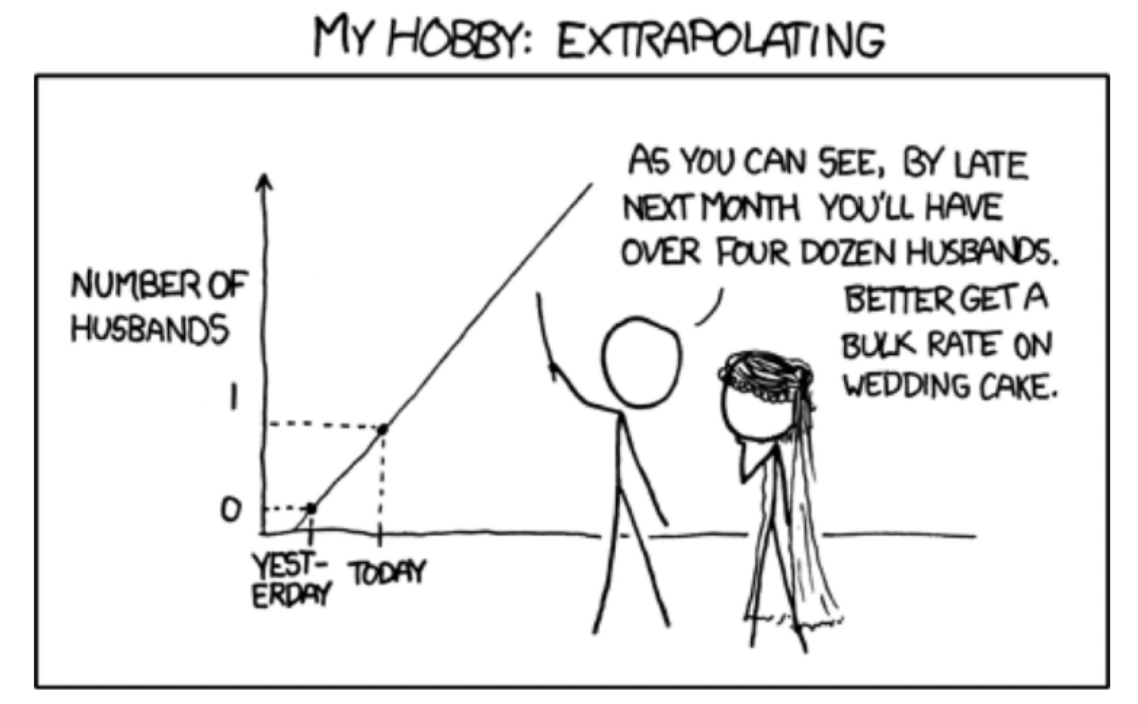 MY HOBBY: EXTRAPOLATING
AS YOU CAN SEE, BY LATE
NEXT MONTH YOU'LL HAVE
OVER FOUR DOZEN HUSBANDS.
BETTER GET A
BULK RATE ON
WEDDING CAKE.
NUMBER OF
HUSBANDS
1
0
YEST-
ERDAY
TODAY